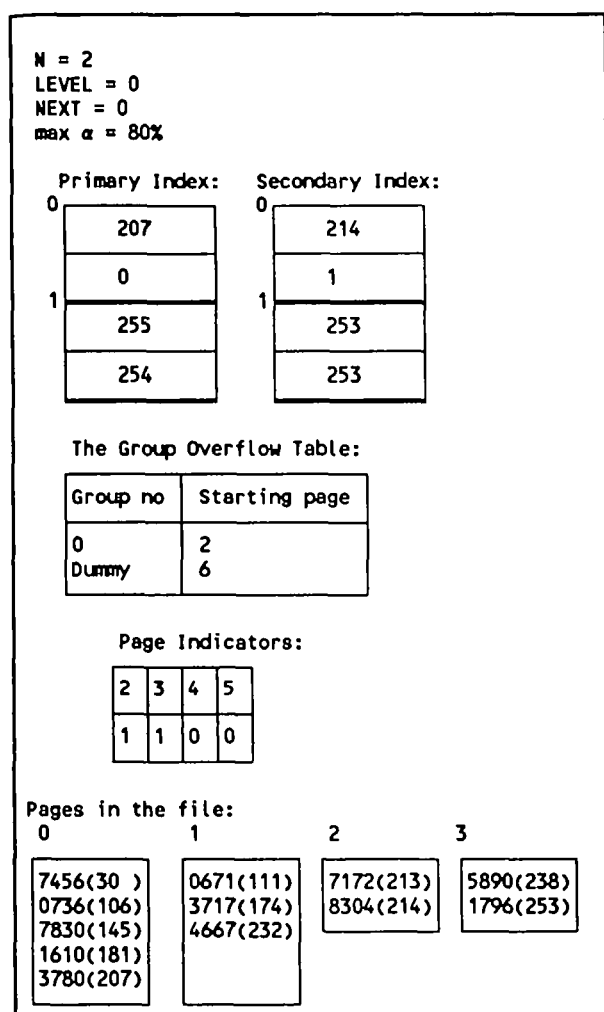 N = 2
LEVEL = 0
NEXT = 0
max α = 80%
Primary Index: Secondary Index:
0 0
207 214
0 1
1 1
255 253
254 253
The Group Overflow Table:
Group no Starting page
0 2
Dummy 6
Page Indicators:
2 3 4 5
1 1 0 0
Pages in the file:
0 1 2 3
7456(30 ) 0671(111) 7172(213) 5890(238)
0736(106) 3717(174) 8304(214) 1796(253)
7830(145) 4667(232)
1610(181)
3780(207)